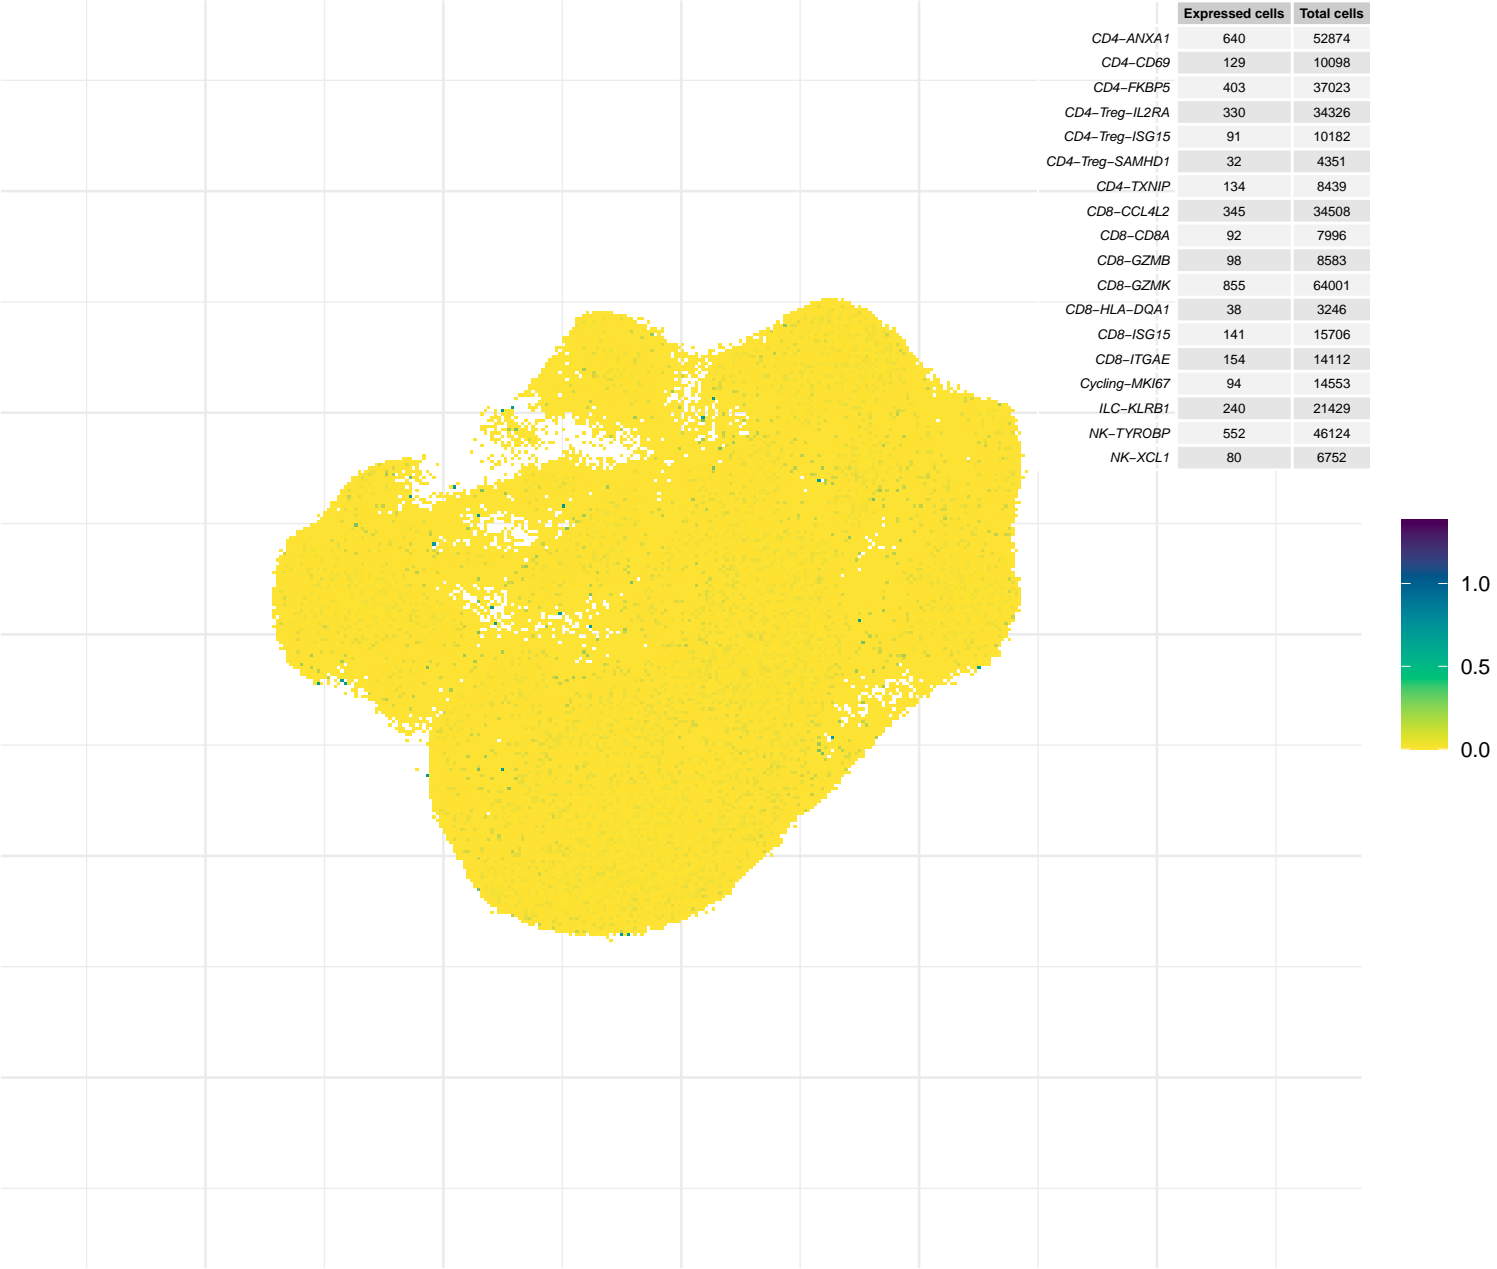 Expressed cells Total cells
CD4−ANXA1 640 52874
CD4−CD69 129 10098
CD4−FKBP5 403 37023
CD4−Treg−IL2RA 330 34326
CD4−Treg−ISG15 91 10182
CD4−Treg−SAMHD1 32 4351
CD4−TXNIP 134 8439
CD8−CCL4L2 345 34508
CD8−CD8A 92 7996
CD8−GZMB 98 8583
CD8−GZMK 855 64001
CD8−HLA−DQA1 38 3246
CD8−ISG15 141 15706
CD8−ITGAE 154 14112
Cycling−MKI67 94 14553
ILC−KLRB1 240 21429
NK−TYROBP 552 46124
NK−XCL1 80 6752
1.0
0.5
0.0